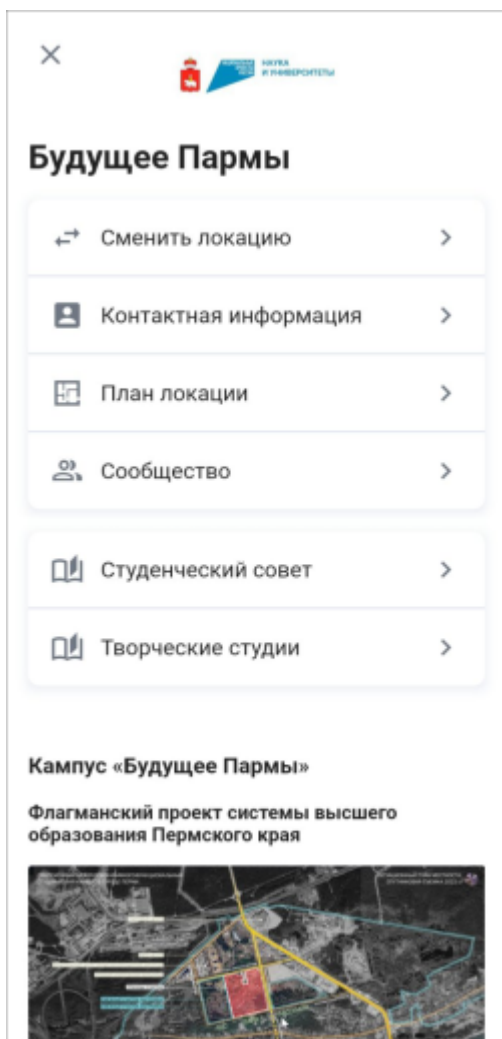 НАУКА
И УНИВЕРСИТЕТЫ
Будущее Пармы
Сменить локацию
Контактная информация
План локации
Сообщество
Студенческий совет
Творческие студии
Кампус «Будущее Пармы»
Флагманский проект системы высшего
образования Пермского края